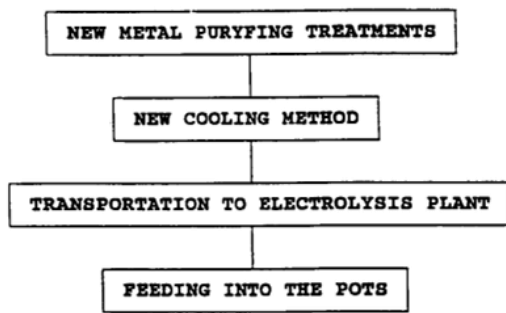 NEW METAL PURYFING TREATMENTS
NEW COOLING METHOD
TRANSPORTATION TO ELECTROLYSIS PLANT
FEEDING INTO THE POTS